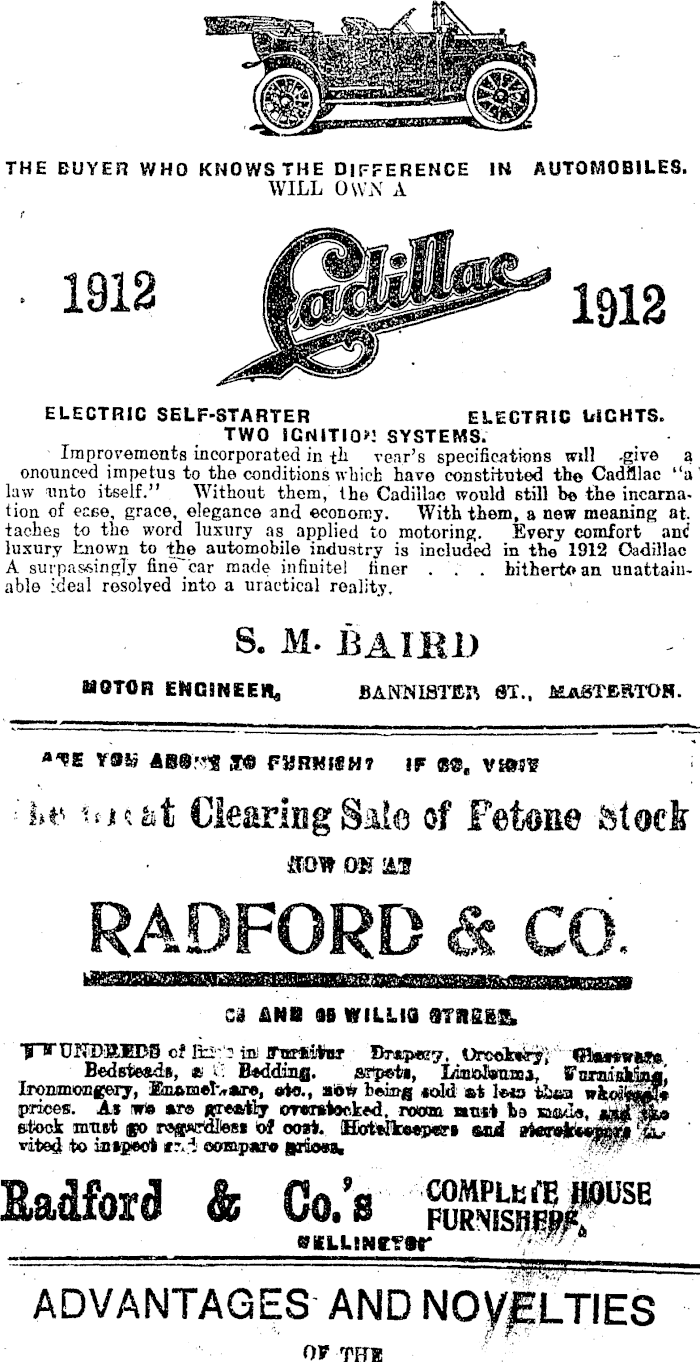 THE BUYER WHO KNOWS THE DIFFERENCE IN AUTOMOBILES.
WILL OWN A
1912 Cadillac 1912
ELECTRIC SELF-STARTER ELECTRIC LIGHTS.
TWO IGNITION SYSTEMS.
Improvements incorporated in th year's specifications will give a
onounced impetus to the conditions which have constituted the Cadillac "a
law unto itself." Without them, the Cadillac would still be the incarna-
tion of ease, grace, elegance and economy. With them, a new meaning at.
taches to the word luxury as applied to motoring. Every comfort and
luxury known to the automobile industry is included in the 1912 Cadillac
A surpassingly fine car made infinitel finer . . . hitherto an unattain-
able ideal resolved into a practical reality.
S. M. BAIRD
MOTOR ENGINEER, BANNISTER ST., MASTERTON.
ARE YOU ABOUT TO FURNISH? IF SO, VISIT
Clearing Sale of Petone Stock
NOW ON AT
RADFORD & CO.
AND WILLIS STREET.
HUNDREDS of in Furnitur Drapery, Crockery, Glassware,
Bedsteads, Bedding. arpets, Linoleums, Furnishing,
Ironmongery, Enamelware, etc., now being sold at less than wholesale
prices. As we are greatly overstocked, room must be made, and the
stock must go regardless of cost. Hotelkeepers and storekeepers in-
vited to inspect and compare prices.
Radford & Co.'s COMPLETE HOUSE
FURNISHERS,
WELLINGTON
ADVANTAGES AND NOVELTIES
OF THE